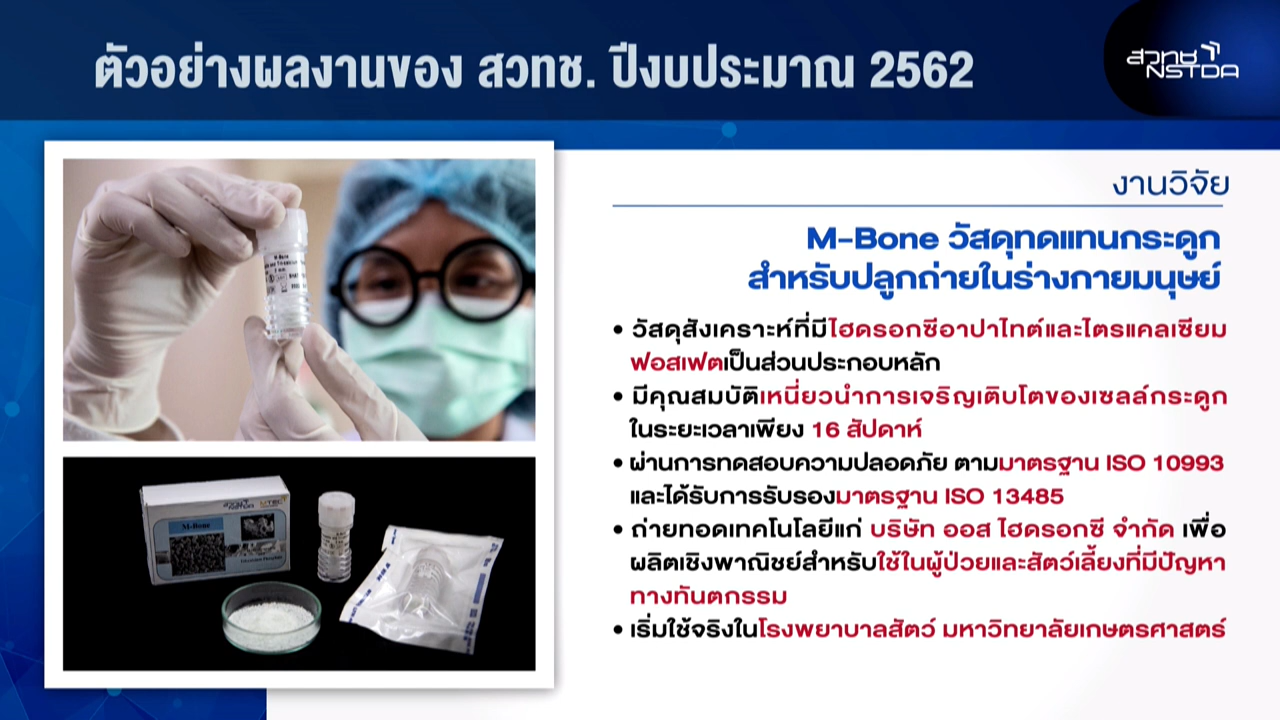 ตัวอย่างผลงานของ สวทช. ปีงบประมาณ 2562
สวทช
NSTDA
งานวิจัย
M-Bone วัสดุทดแทนกระดูก
สำหรับปลูกถ่ายในร่างกายมนุษย์
• วัสดุสังเคราะห์ที่มีไฮดรอกซีอาปาไทต์และไตรแคลเซียม
ฟอสเฟตเป็นส่วนประกอบหลัก
• มีคุณสมบัติเหนี่ยวนำการเจริญเติบโตของเซลล์กระดูก
ในระยะเวลาเพียง 16 สัปดาห์
• ผ่านการทดสอบความปลอดภัย ตามมาตรฐาน ISO 10993
และได้รับการรับรองมาตรฐาน ISO 13485
• ถ่ายทอดเทคโนโลยีแก่ บริษัท ออส ไฮดรอกซี จำกัด เพื่อ
ผลิตเชิงพาณิชย์สำหรับใช้ในผู้ป่วยและสัตว์เลี้ยงที่มีปัญหา
ทางทันตกรรม
• เริ่มใช้จริงในโรงพยาบาลสัตว์ มหาวิทยาลัยเกษตรศาสตร์
M-Bone
สวทช
NSTDA
MTEC
M-Bone